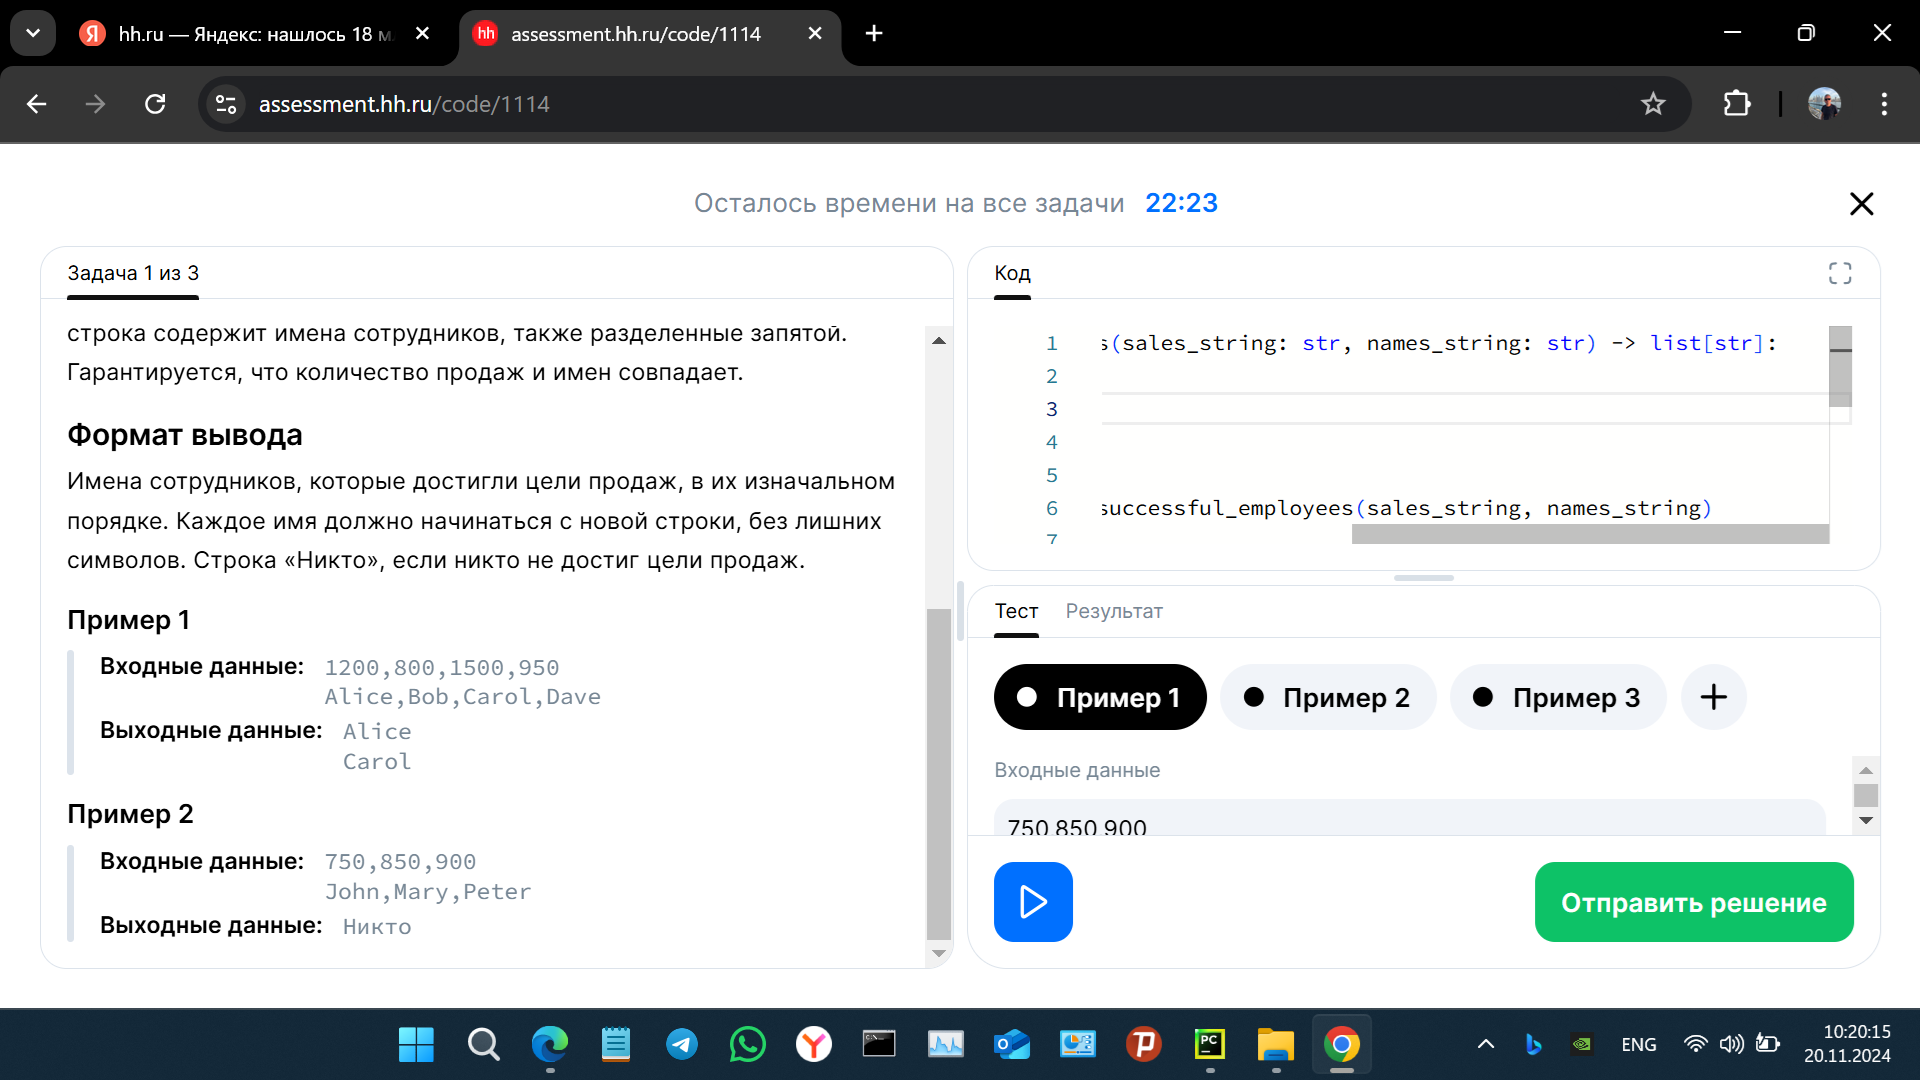 hh.ru — Яндекс: нашлось 18 м
hh
assessment.hh.ru/code/1114
assessment.hh.ru/code/1114
Осталось времени на все задачи 22:23
Задача 1 из 3
строка содержит имена сотрудников, также разделенные запятой.
Гарантируется, что количество продаж и имен совпадает.
Формат вывода
Имена сотрудников, которые достигли цели продаж, в их изначальном
порядке. Каждое имя должно начинаться с новой строки, без лишних
символов. Строка «Никто», если никто не достиг цели продаж.
Пример 1
Входные данные: 1200,800,1500,950
Alice,Bob,Carol,Dave
Выходные данные: Alice
Carol
Пример 2
Входные данные: 750,850,900
John,Mary,Peter
Выходные данные: Никто
Код
1 s(sales_string: str, names_string: str) -> list[str]:
2
3
4
5
6 successful_employees(sales_string, names_string)
7
Тест Результат
Пример 1 Пример 2 Пример 3 +
Входные данные
750,850,900
Отправить решение
ENG
10:20:15
20.11.2024